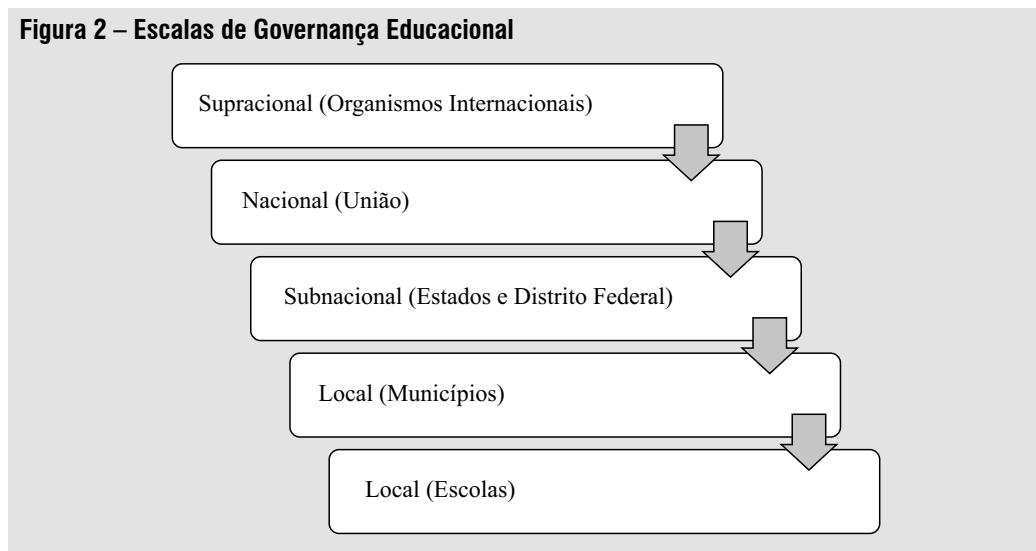 Figura 2 – Escalas de Governança Educacional
Supracional (Organismos Internacionais)
Nacional (União)
Subnacional (Estados e Distrito Federal)
Local (Municípios)
Local (Escolas)